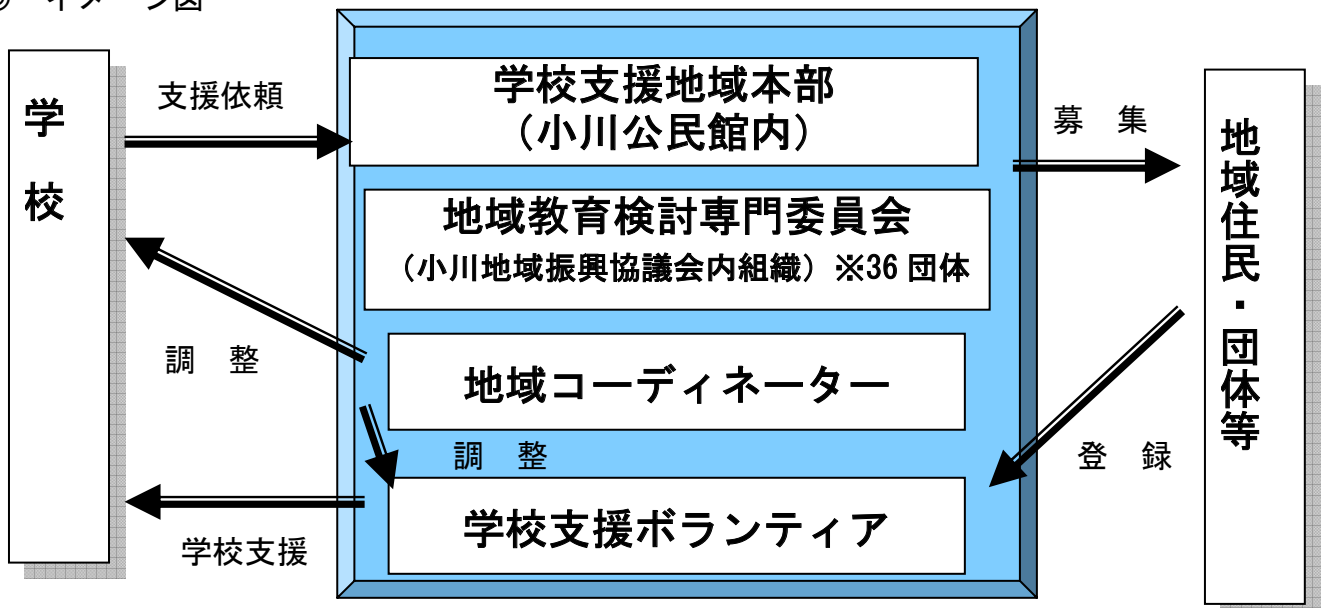 イメージ図
学校
支援依頼
学校支援地域本部
（小川公民館内）
募　集
地域教育検討専門委員会
（小川地域振興協議会内組織）※36 団体
地域住民・団体等
調　整
地域コーディネーター
調　整
登　録
学校支援ボランティア
学校支援